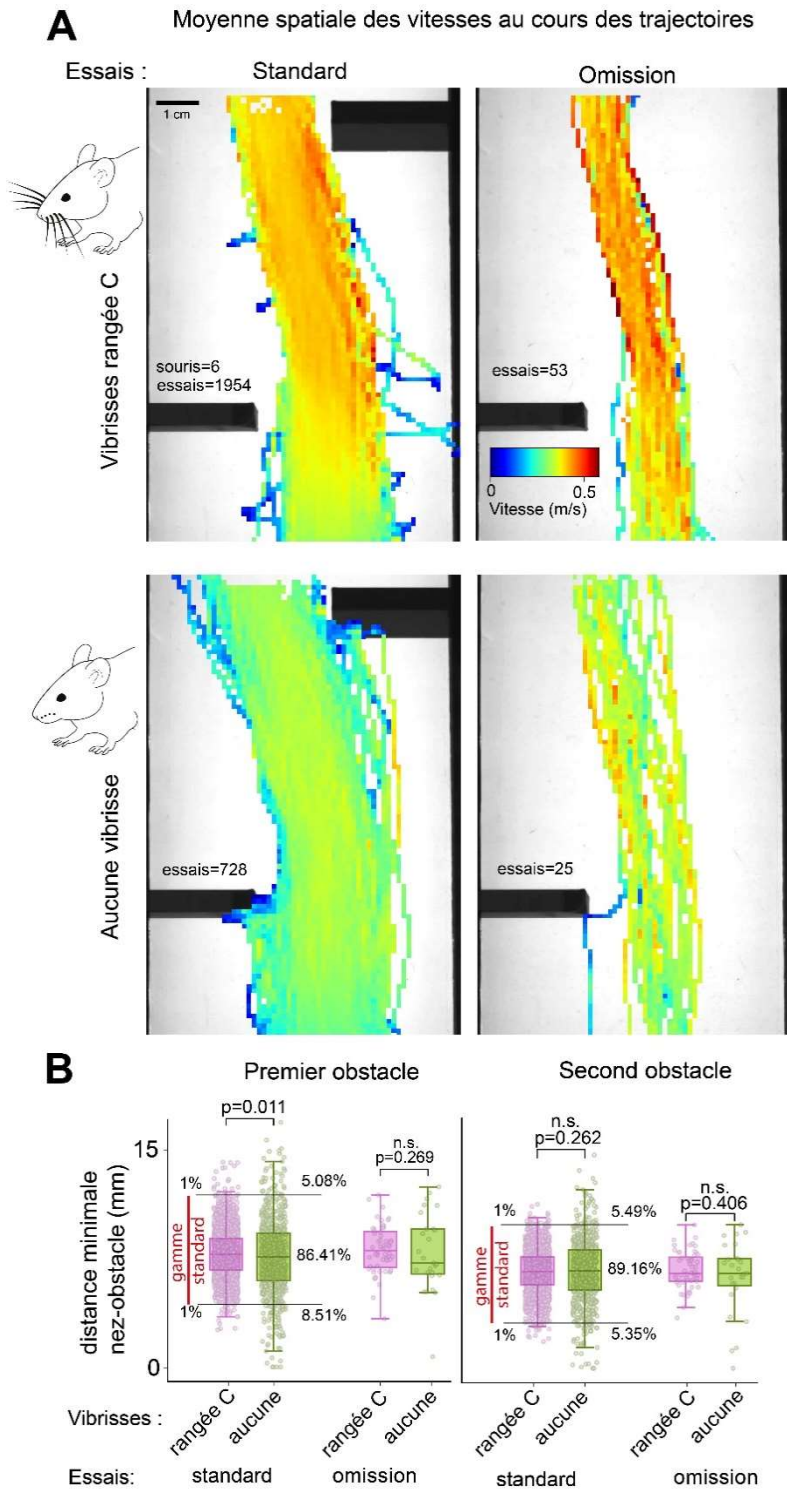 A
Moyenne spatiale des vitesses au cours des trajectoires
Essais :
Standard
Omission
1 cm
Vibrisses rangée C
souris=6
essais=1954
essais=53
0
0.5
Vitesse (m/s)
Aucune vibrisse
essais=728
essais=25
B
Premier obstacle
Second obstacle
distance minimale
nez-obstacle (mm)
15
0
p=0.011
1%
5.08%
gamme
standard
86.41%
1%
8.51%
n.s.
p=0.269
n.s.
p=0.262
1%
5.49%
gamme
standard
89.16%
1%
5.35%
n.s.
p=0.406
Vibrisses :
rangée C
aucune
rangée C
aucune
rangée C
aucune
rangée C
aucune
Essais:
standard
omission
standard
omission